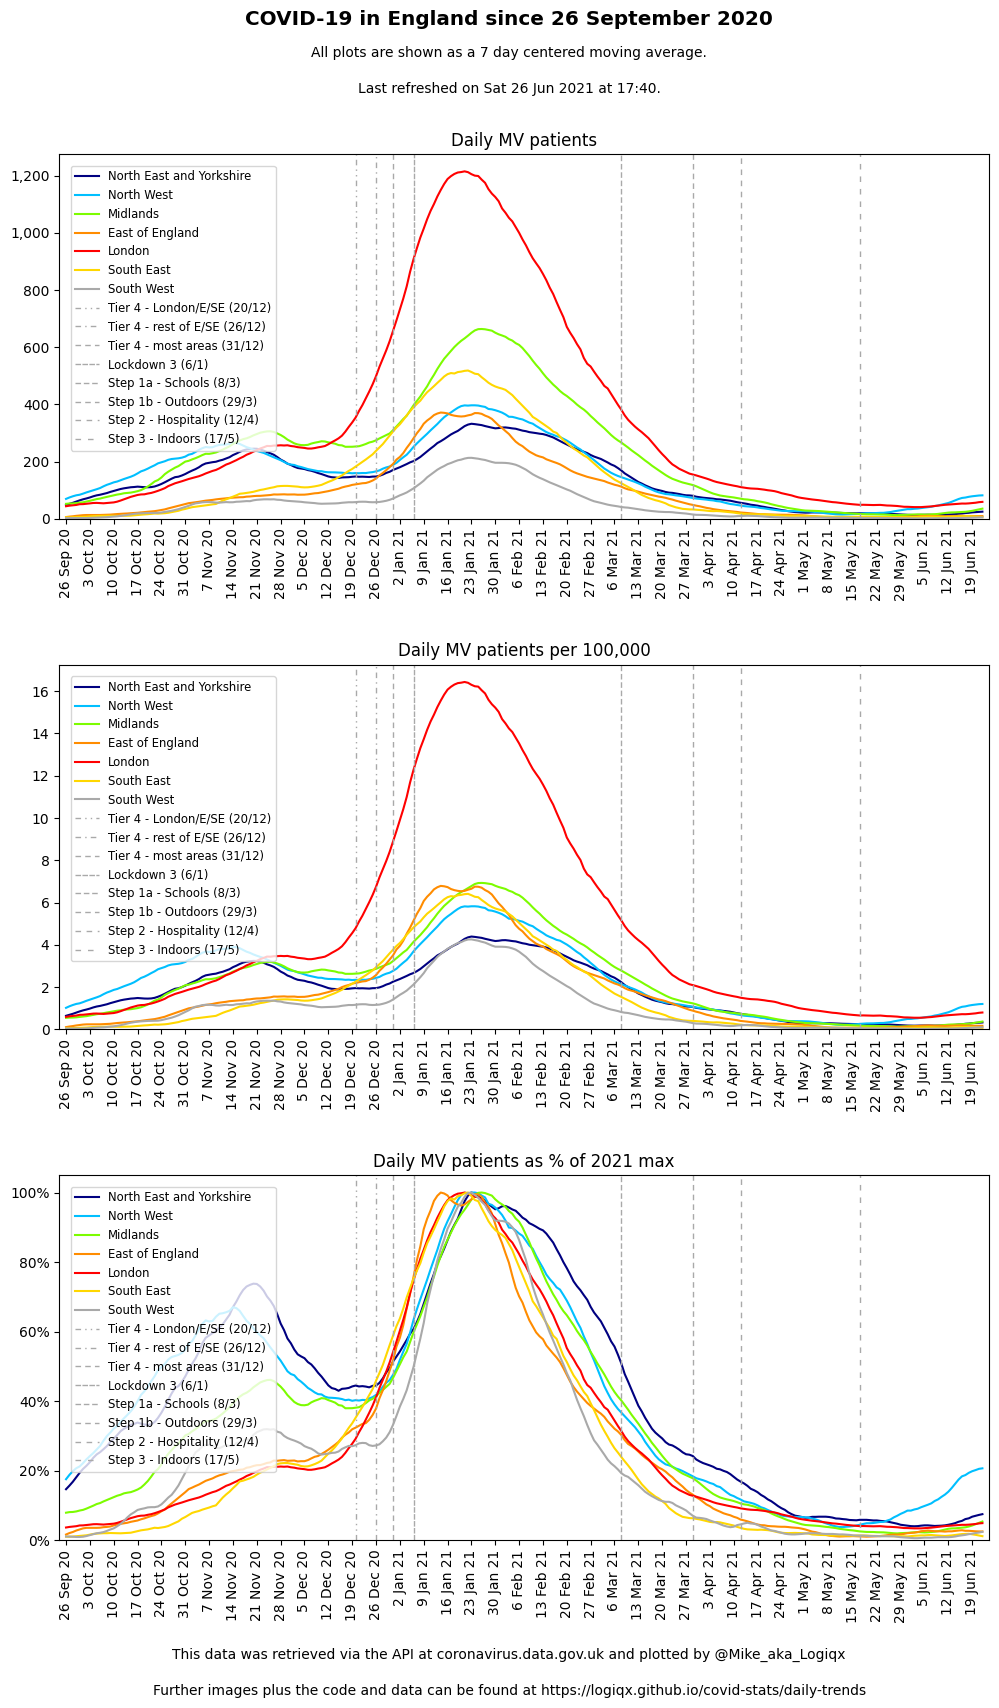 COVID-19 in England since 26 September 2020
All plots are shown as a 7 day centered moving average.
Last refreshed on Sat 26 Jun 2021 at 17:40.
Daily MV patients
1,200
1,000
800
600
400
200
0
North East and Yorkshire
North West
Midlands
East of England
London
South East
South West
Tier 4 - London/E/SE (20/12)
Tier 4 - rest of E/SE (26/12)
Tier 4 - most areas (31/12)
Lockdown 3 (6/1)
Step 1a - Schools (8/3)
Step 1b - Outdoors (29/3)
Step 2 - Hospitality (12/4)
Step 3 - Indoors (17/5)
26 Sep 20
3 Oct 20
10 Oct 20
17 Oct 20
24 Oct 20
31 Oct 20
7 Nov 20
14 Nov 20
21 Nov 20
28 Nov 20
5 Dec 20
12 Dec 20
19 Dec 20
26 Dec 20
2 Jan 21
9 Jan 21
16 Jan 21
23 Jan 21
30 Jan 21
6 Feb 21
13 Feb 21
20 Feb 21
27 Feb 21
6 Mar 21
13 Mar 21
20 Mar 21
27 Mar 21
3 Apr 21
10 Apr 21
17 Apr 21
24 Apr 21
1 May 21
8 May 21
15 May 21
22 May 21
29 May 21
5 Jun 21
12 Jun 21
19 Jun 21
Daily MV patients per 100,000
16
14
12
10
8
6
4
2
0
North East and Yorkshire
North West
Midlands
East of England
London
South East
South West
Tier 4 - London/E/SE (20/12)
Tier 4 - rest of E/SE (26/12)
Tier 4 - most areas (31/12)
Lockdown 3 (6/1)
Step 1a - Schools (8/3)
Step 1b - Outdoors (29/3)
Step 2 - Hospitality (12/4)
Step 3 - Indoors (17/5)
26 Sep 20
3 Oct 20
10 Oct 20
17 Oct 20
24 Oct 20
31 Oct 20
7 Nov 20
14 Nov 20
21 Nov 20
28 Nov 20
5 Dec 20
12 Dec 20
19 Dec 20
26 Dec 20
2 Jan 21
9 Jan 21
16 Jan 21
23 Jan 21
30 Jan 21
6 Feb 21
13 Feb 21
20 Feb 21
27 Feb 21
6 Mar 21
13 Mar 21
20 Mar 21
27 Mar 21
3 Apr 21
10 Apr 21
17 Apr 21
24 Apr 21
1 May 21
8 May 21
15 May 21
22 May 21
29 May 21
5 Jun 21
12 Jun 21
19 Jun 21
Daily MV patients as % of 2021 max
100%
80%
60%
40%
20%
0%
North East and Yorkshire
North West
Midlands
East of England
London
South East
South West
Tier 4 - London/E/SE (20/12)
Tier 4 - rest of E/SE (26/12)
Tier 4 - most areas (31/12)
Lockdown 3 (6/1)
Step 1a - Schools (8/3)
Step 1b - Outdoors (29/3)
Step 2 - Hospitality (12/4)
Step 3 - Indoors (17/5)
26 Sep 20
3 Oct 20
10 Oct 20
17 Oct 20
24 Oct 20
31 Oct 20
7 Nov 20
14 Nov 20
21 Nov 20
28 Nov 20
5 Dec 20
12 Dec 20
19 Dec 20
26 Dec 20
2 Jan 21
9 Jan 21
16 Jan 21
23 Jan 21
30 Jan 21
6 Feb 21
13 Feb 21
20 Feb 21
27 Feb 21
6 Mar 21
13 Mar 21
20 Mar 21
27 Mar 21
3 Apr 21
10 Apr 21
17 Apr 21
24 Apr 21
1 May 21
8 May 21
15 May 21
22 May 21
29 May 21
5 Jun 21
12 Jun 21
19 Jun 21
This data was retrieved via the API at coronavirus.data.gov.uk and plotted by @Mike_aka_Logiqx
Further images plus the code and data can be found at https://logiqx.github.io/covid-stats/daily-trends